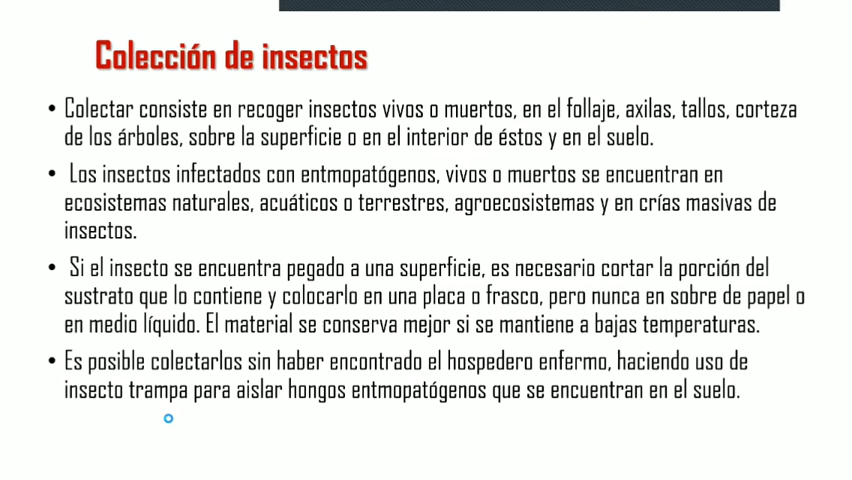 Colección de insectos
• Colectar consiste en recoger insectos vivos o muertos, en el follaje, axilas, tallos, corteza
de los árboles, sobre la superficie o en el interior de éstos y en el suelo.
• Los insectos infectados con entmopatógenos, vivos o muertos se encuentran en
ecosistemas naturales, acuáticos o terrestres, agroecosistemas y en crías masivas de
insectos.
• Si el insecto se encuentra pegado a una superficie, es necesario cortar la porción del
sustrato que lo contiene y colocarlo en una placa o frasco, pero nunca en sobre de papel o
en medio líquido. El material se conserva mejor si se mantiene a bajas temperaturas.
• Es posible colectarlos sin haber encontrado el hospedero enfermo, haciendo uso de
insecto trampa para aislar hongos entmopatógenos que se encuentran en el suelo.